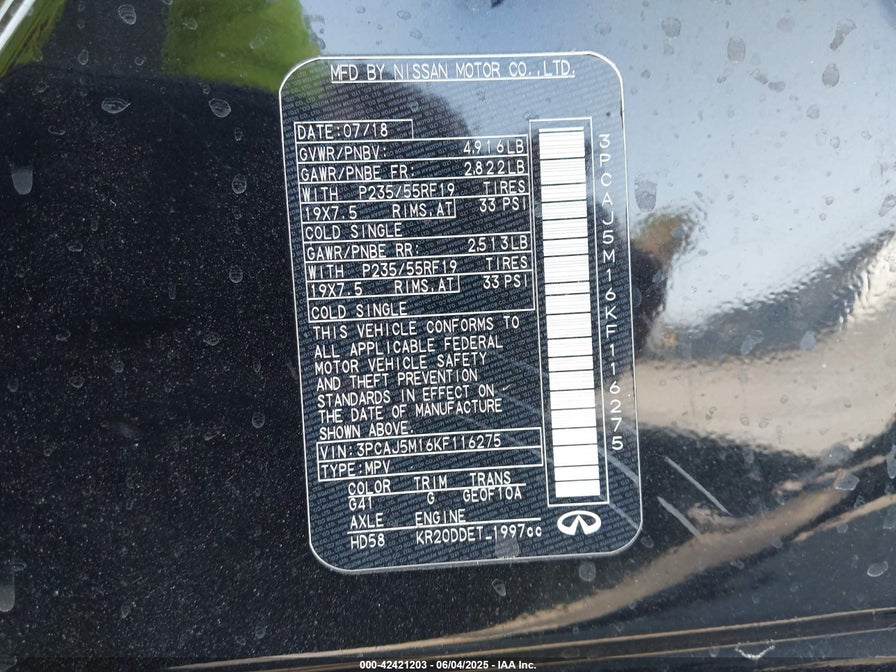 MFD BY NISSAN MOTOR CO.,LTD.
DATE:07/18
GVWR/PNBV: 4,916LB
GAWR/PNBE FR: 2,822LB
WITH P235/55RF19 TIRES
19X7.5 RIMS,AT 33 PSI
COLD SINGLE
GAWR/PNBE RR: 2,513LB
WITH P235/55RF19 TIRES
19X7.5 RIMS,AT 33 PSI
COLD SINGLE
THIS VEHICLE CONFORMS TO
ALL APPLICABLE FEDERAL
MOTOR VEHICLE SAFETY
AND THEFT PREVENTION
STANDARDS IN EFFECT ON
THE DATE OF MANUFACTURE
SHOWN ABOVE.
VIN:3PCAJ5M16KF116275
TYPE:MPV
COLOR TRIM TRANS
G41 G GEOF10A
AXLE ENGINE
HD58 KR20DDET_1997cc
3PCAJ5M16KF116275
000-42421203 - 06/04/2025 - IAA Inc.